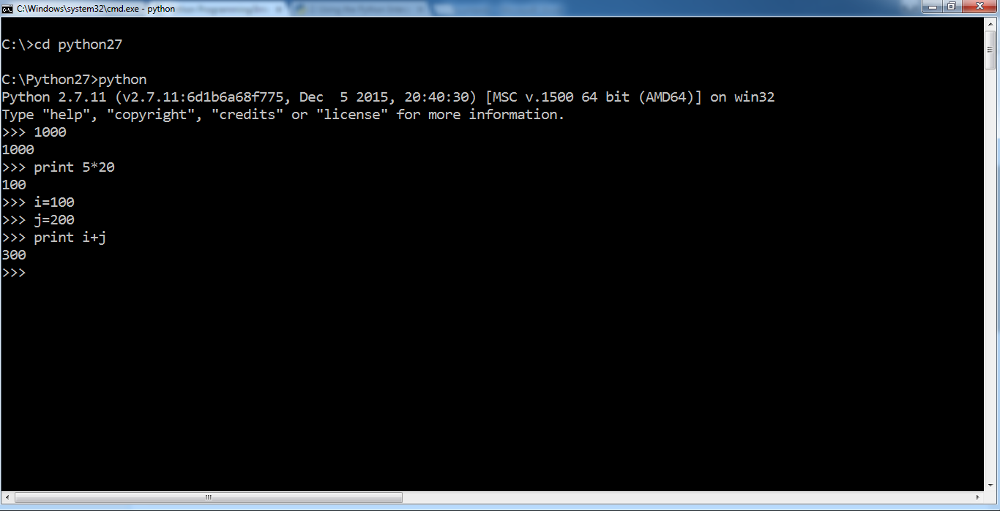 C:\Windows\system32\cmd.exe - python
C:\>cd python27
C:\Python27>python
Python 2.7.11 (v2.7.11:6d1b6a68f775, Dec  5 2015, 20:40:30) [MSC v.1500 64 bit (AMD64)] on win32
Type "help", "copyright", "credits" or "license" for more information.
>>> 1000
1000
>>> print 5*20
100
>>> i=100
>>> j=200
>>> print i+j
300
>>>